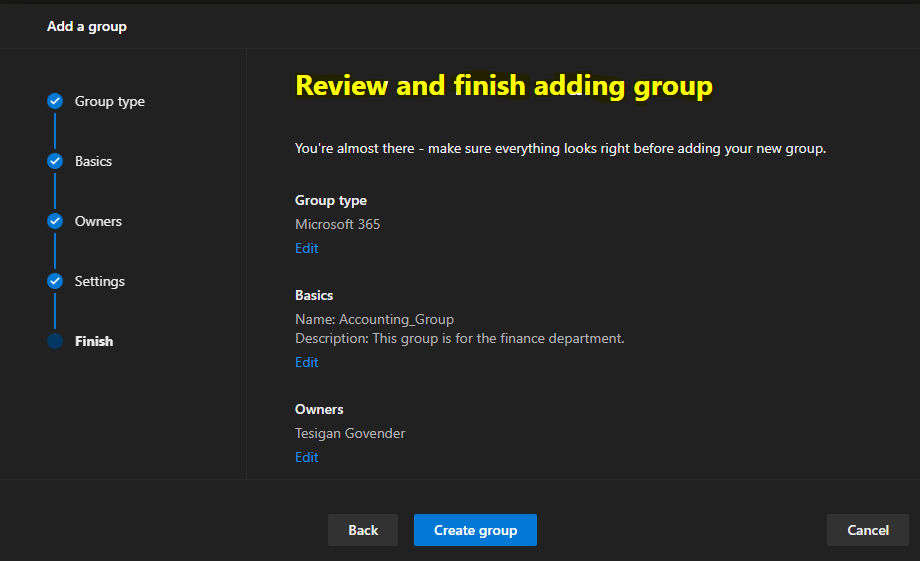 Add a group
Group type
Basics
Owners
Settings
Finish
Review and finish adding group
You're almost there - make sure everything looks right before adding your new group.
Group type
Microsoft 365
Edit
Basics
Name: Accounting_Group
Description: This group is for the finance department.
Edit
Owners
Tesigan Govender
Edit
Back
Create group
Cancel